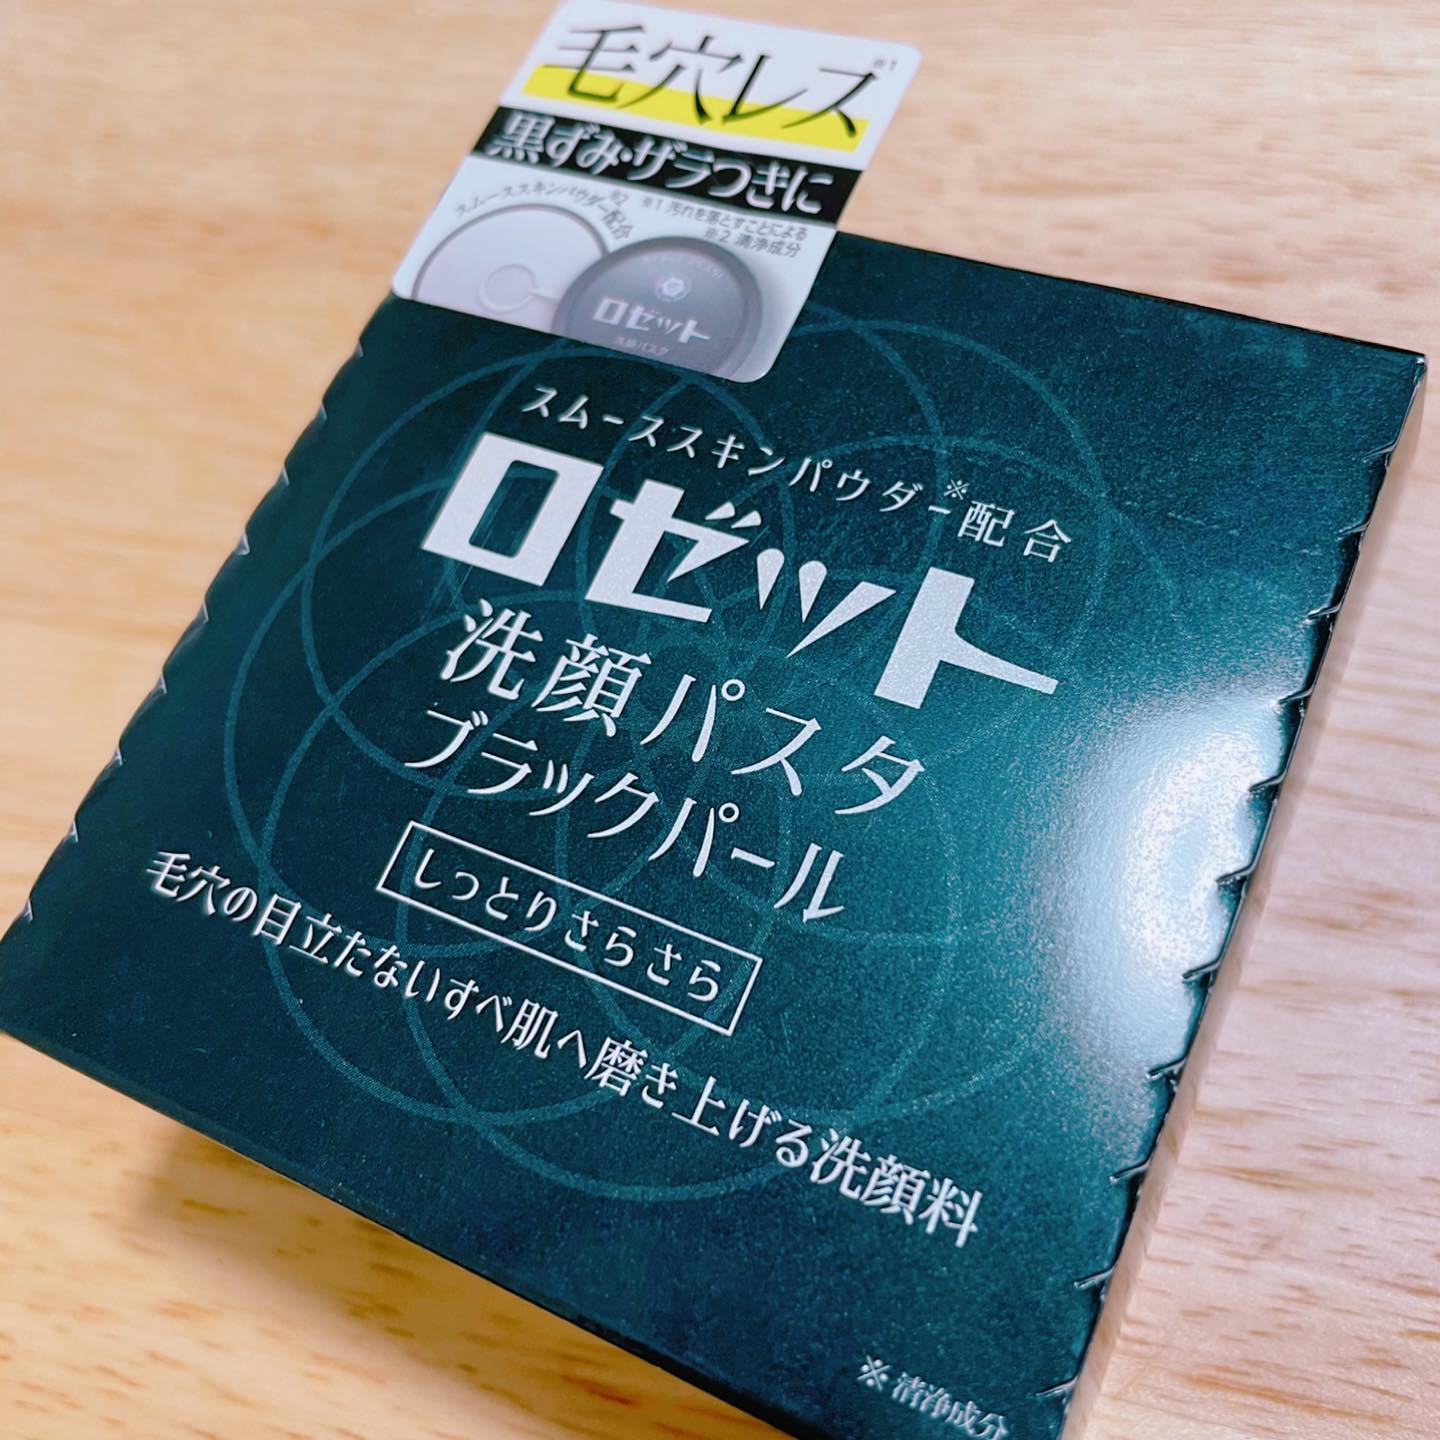 毛穴レス※1
黒ずみ・ザラつきに
スムーススキンパウダー※2配合
※1 汚れを落とすことによる
※2 清浄成分
ロゼット
洗顔パスタ
スムーススキンパウダー※配合
ロゼット
洗顔パスタ
ブラックパール
しっとりさらさら
毛穴の目立たないすべ肌へ磨き上げる洗顔料
※清浄成分